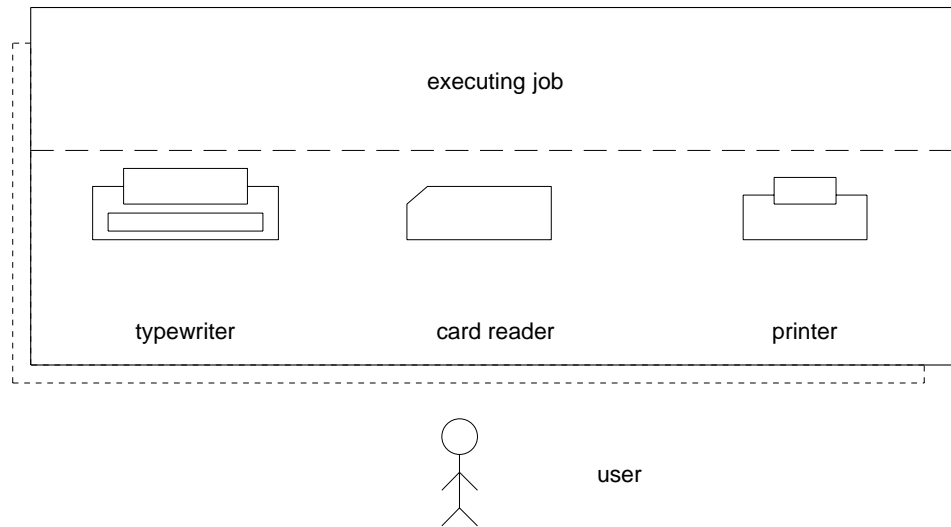 executing job
typewriter
card reader
printer
user